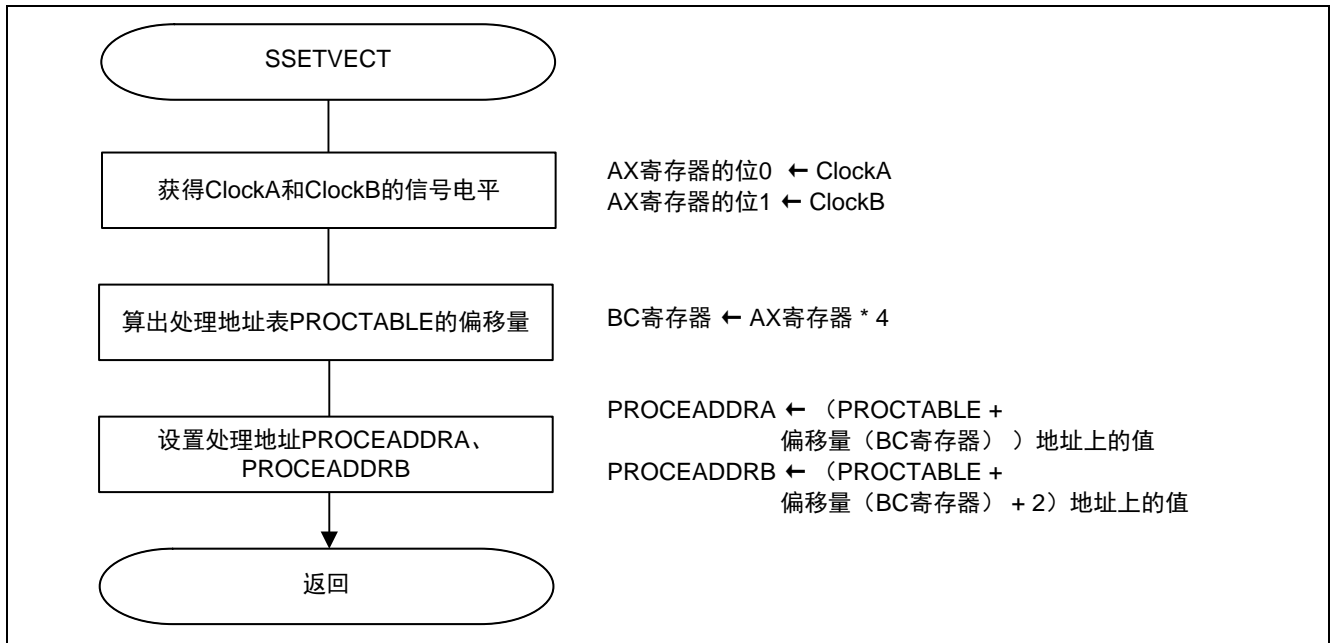 SSETVECT
获得ClockA和ClockB的信号电平
AX寄存器的位0 ← ClockA
AX寄存器的位1 ← ClockB
算出处理地址表PROCTABLE的偏移量
BC寄存器 ← AX寄存器 * 4
设置处理地址PROCEADDRA、
PROCEADDRB
PROCEADDRA ← （PROCTABLE +
偏移量（BC寄存器） ）地址上的值
PROCEADDRB ← （PROCTABLE +
偏移量（BC寄存器） + 2）地址上的值
返回